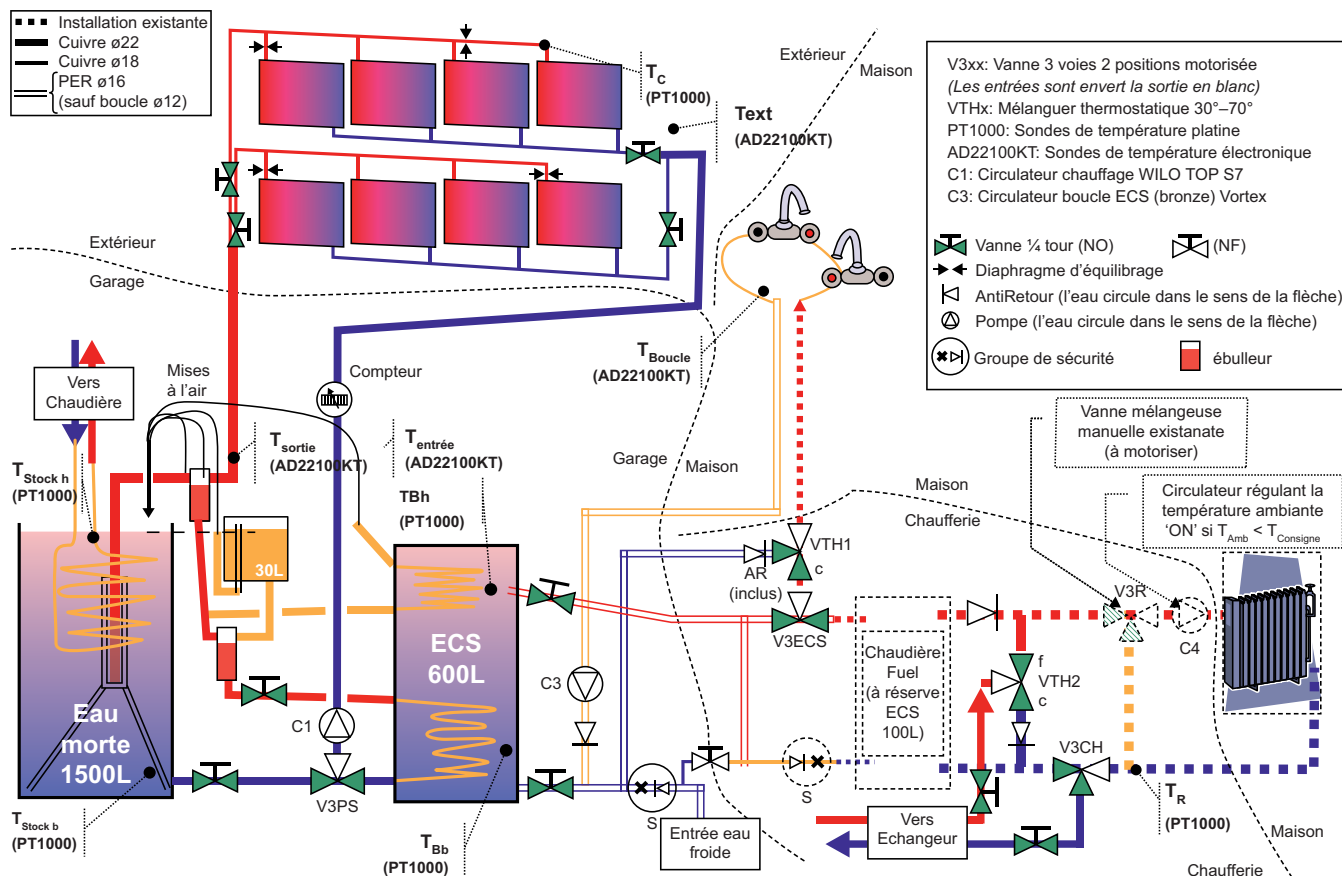 Installation existante
Cuivre ø22
Cuivre ø18
PER ø16
(sauf boucle ø12)
T_C
(PT1000)
Text
(AD22100KT)
Extérieur
Maison
V3xx: Vanne 3 voies 2 positions motorisée
(Les entrées sont envert la sortie en blanc)
VTHx: Mélanguer thermostatique 30°–70°
PT1000: Sondes de température platine
AD22100KT: Sondes de température électronique
C1: Circulateur chauffage WILO TOP S7
C3: Circulateur boucle ECS (bronze) Vortex
Vanne ¼ tour (NO)
(NF)
Diaphragme d'équilibrage
AntiRetour (l'eau circule dans le sens de la flèche)
Pompe (l'eau circule dans le sens de la flèche)
Groupe de sécurité
ébulleur
Extérieur
Garage
Vers
Chaudière
Mises
à l'air
Compteur
T_Boucle
(AD22100KT)
T_sortie
(AD22100KT)
T_entrée
(AD22100KT)
T_Stock h
(PT1000)
TBh
(PT1000)
Garage
Maison
Vanne mélangeuse
manuelle existanate
(à motoriser)
Maison
Chaufferie
Circulateur régulant la
température ambiante
'ON' si T_Amb < T_Consigne
30L
VTH1
c
AR
(inclus)
V3ECS
V3R
C4
ECS
600L
Eau
morte
1500L
C3
C1
V3PS
Chaudière
Fuel
(à réserve
ECS
100L)
f
VTH2
c
V3CH
S
S
T_Stock b
(PT1000)
T_Bb
(PT1000)
Entrée eau
froide
Vers
Echangeur
T_R
(PT1000)
Maison
Chaufferie